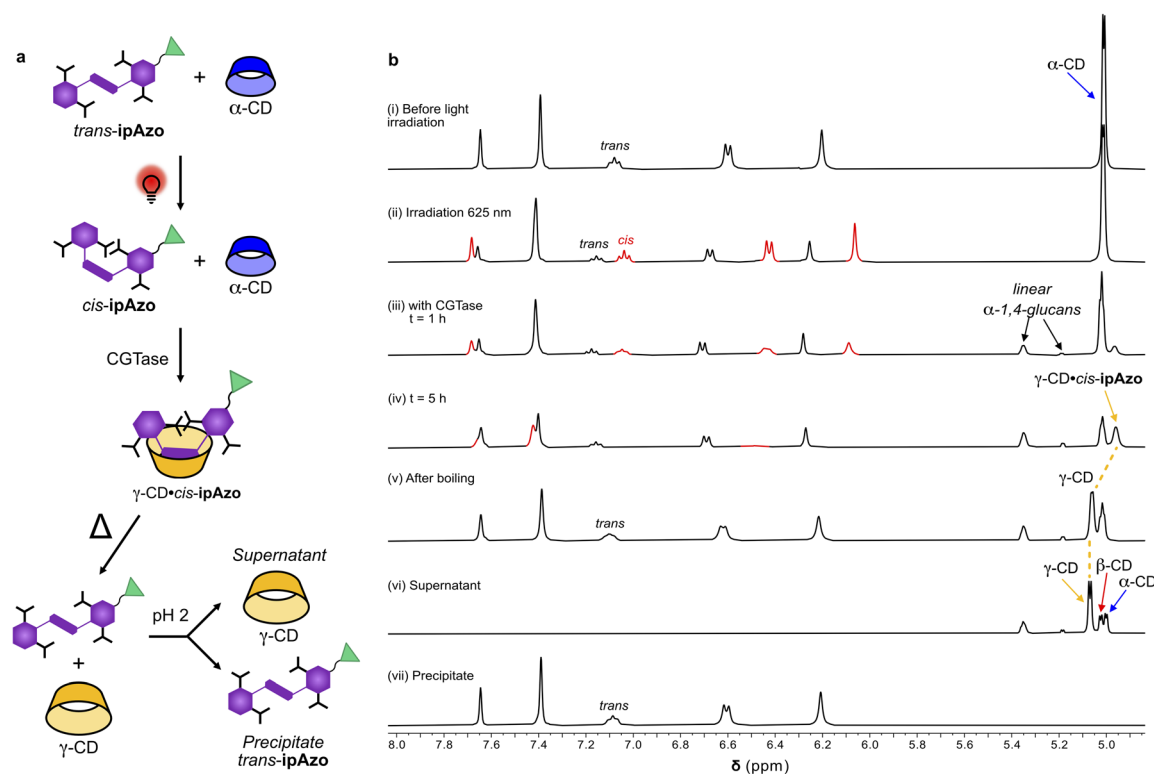 a
+
α-CD
trans-ipAzo
+
α-CD
cis-ipAzo
CGTase
γ-CD•cis-ipAzo
Δ
Supernatant
pH 2
γ-CD
+
γ-CD
Precipitate
trans-ipAzo
b
α-CD
(i) Before light
irradiation
trans
(ii) Irradiation 625 nm
trans
cis
(iii) with CGTase
t = 1 h
linear
α-1,4-glucans
γ-CD•cis-ipAzo
(iv) t = 5 h
(v) After boiling
γ-CD
trans
(vi) Supernatant
γ-CD
β-CD
α-CD
(vii) Precipitate
trans
8.0 7.8 7.6 7.4 7.2 7.0 6.8 6.6 6.4 6.2 6.0 5.8 5.6 5.4 5.2 5.0
δ (ppm)